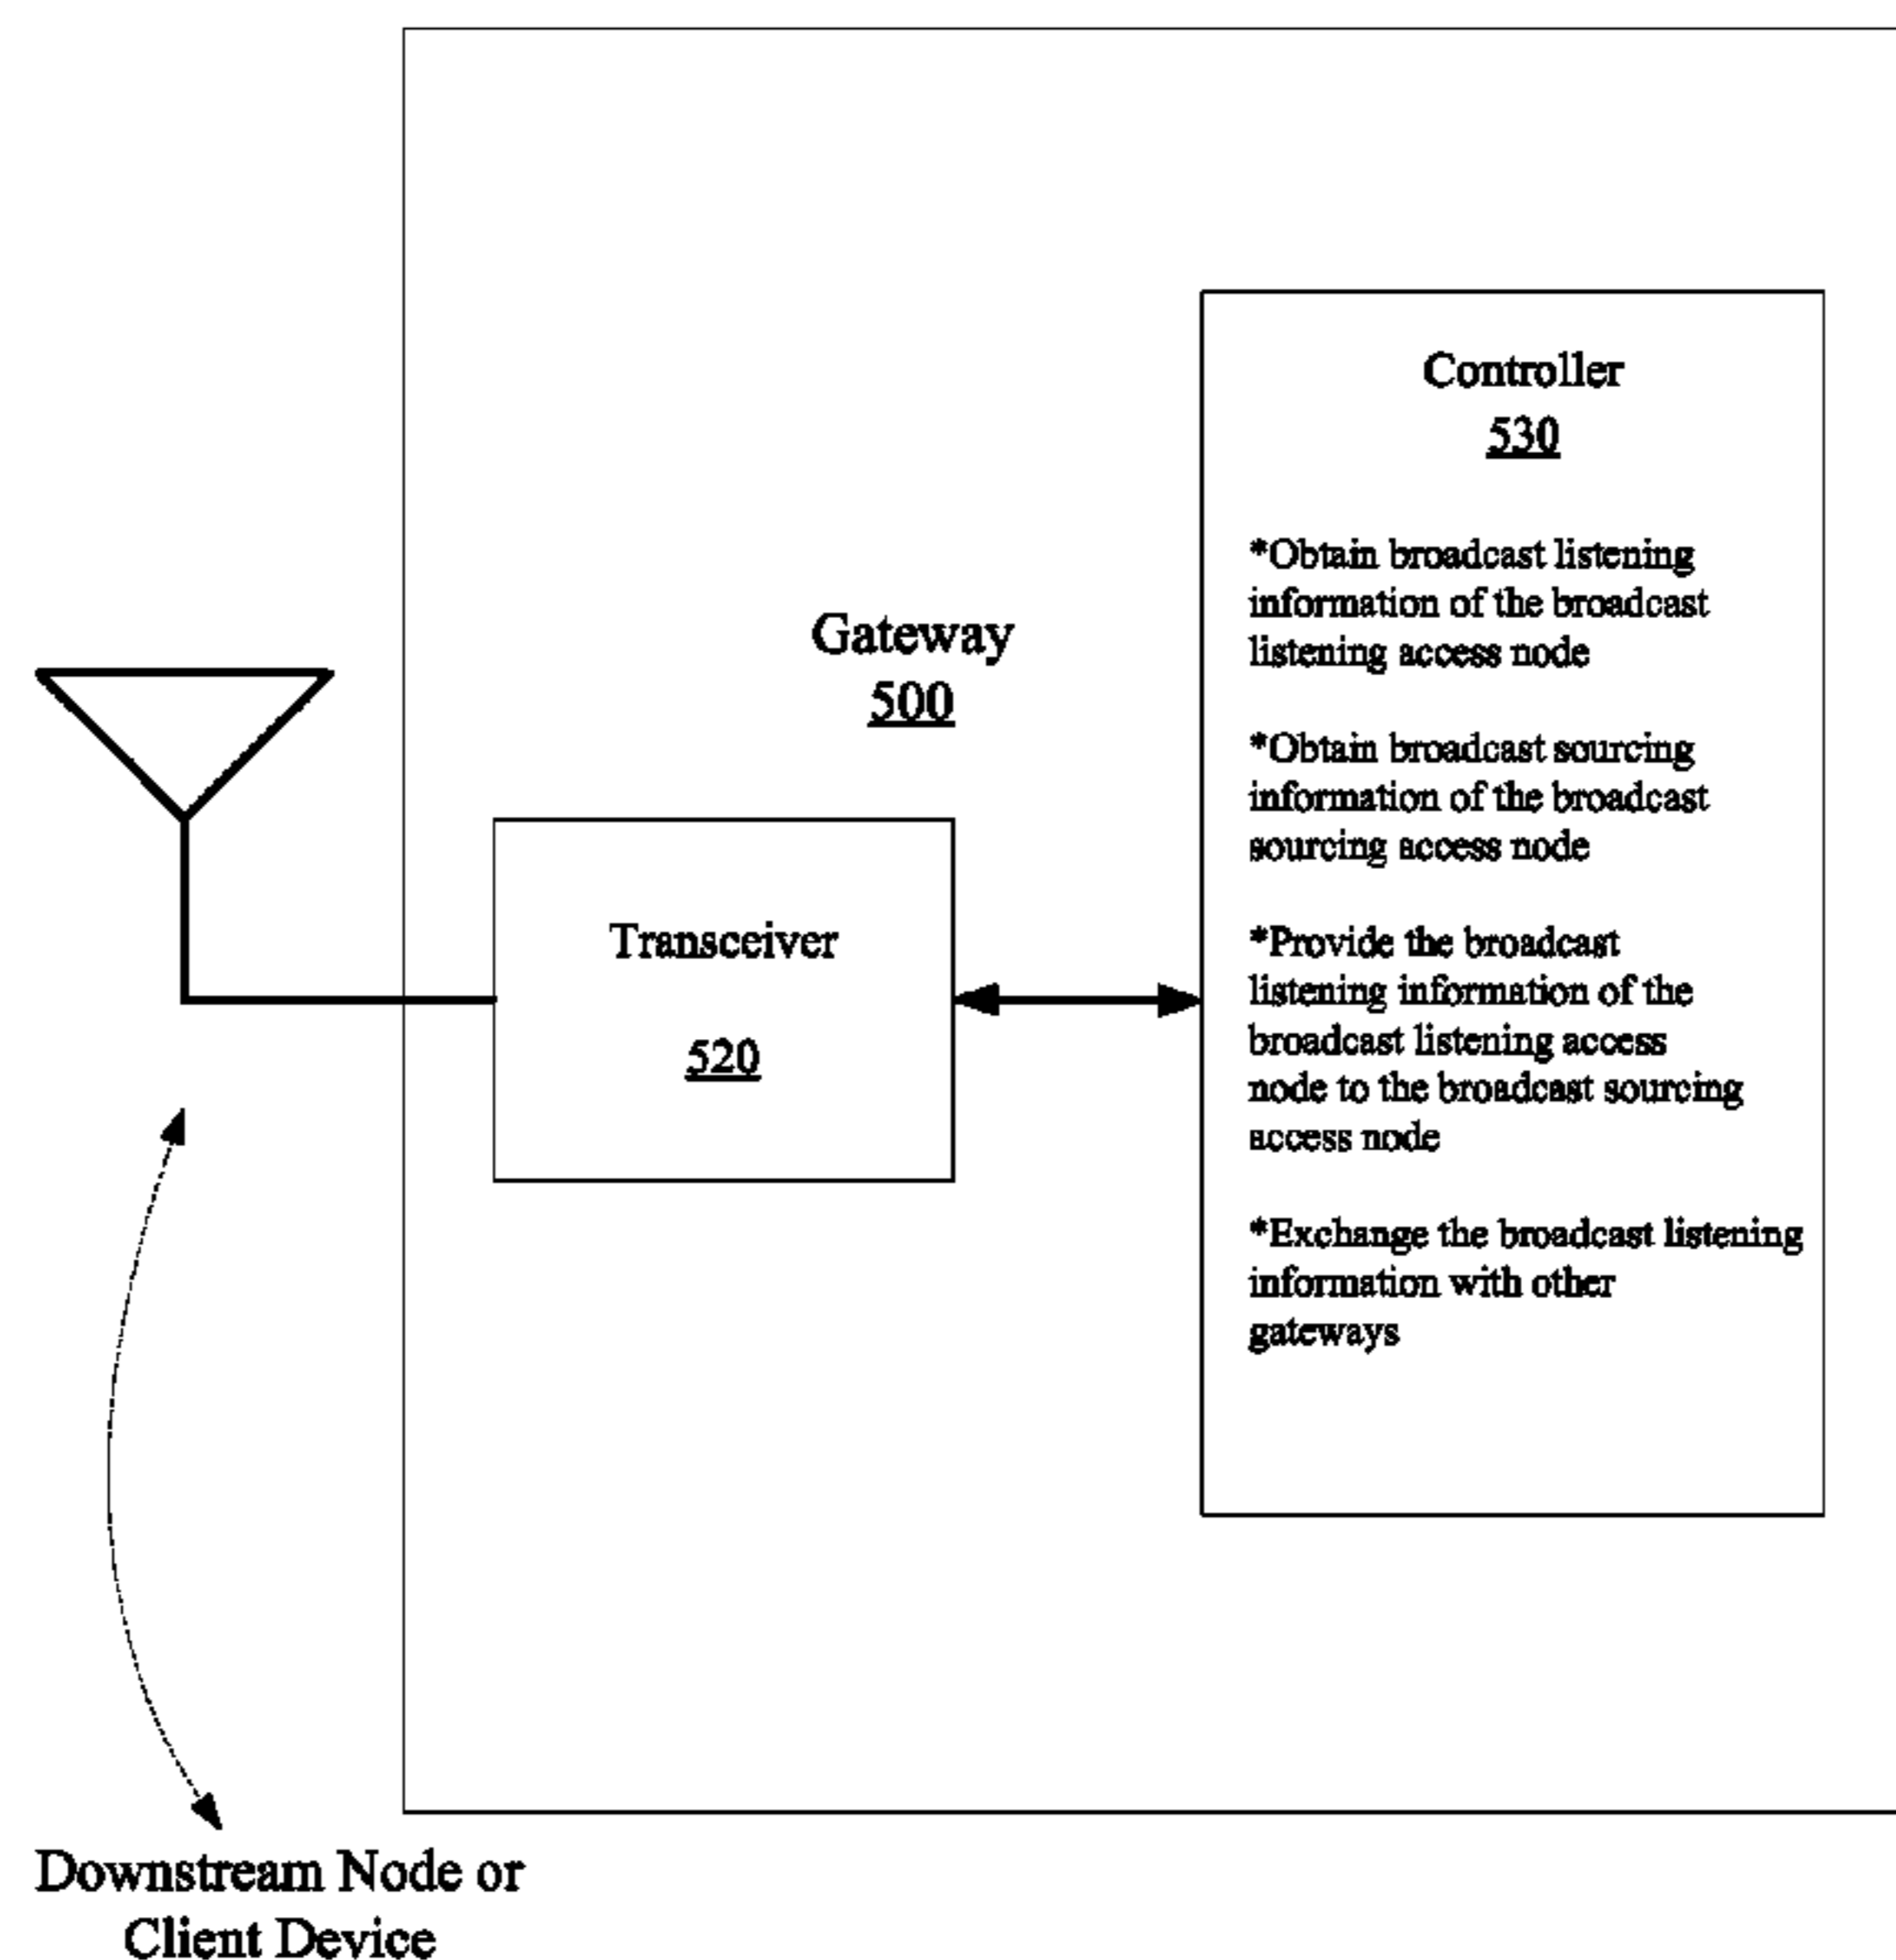 Controller
530
*Obtain broadcast listening
information of the broadcast
listening access node
*Obtain broadcast sourcing
information of the broadcast
sourcing access node
*Provide the broadcast
listening information of the
broadcast listening access
node to the broadcast sourcing
access node
*Exchange the broadcast listening
information with other
gateways
Gateway
500
Transceiver
520
Downstream Node or
Client Device